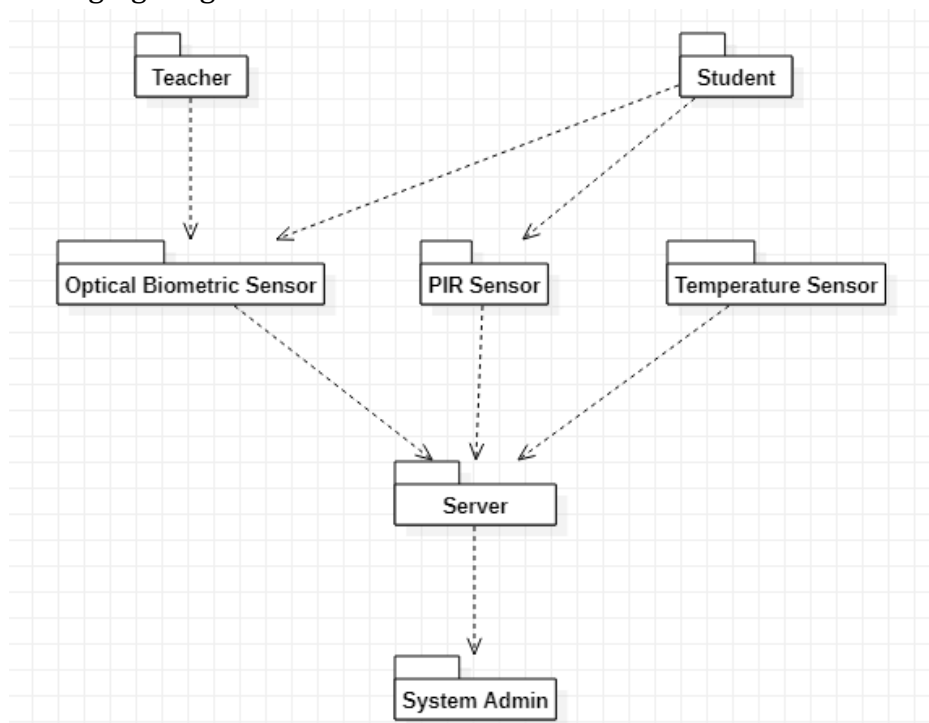 Teacher
Student
Optical Biometric Sensor
PIR Sensor
Temperature Sensor
Server
System Admin